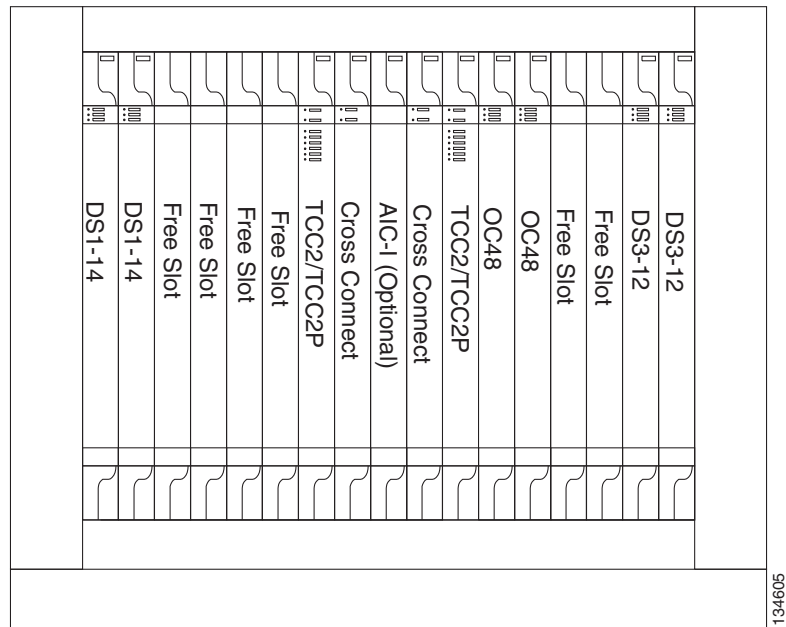 DS1-14
DS1-14
Free Slot
Free Slot
Free Slot
Free Slot
TCC2/TCC2P
Cross Connect
AIC-I (Optional)
Cross Connect
TCC2/TCC2P
OC48
OC48
Free Slot
Free Slot
DS3-12
DS3-12
134605